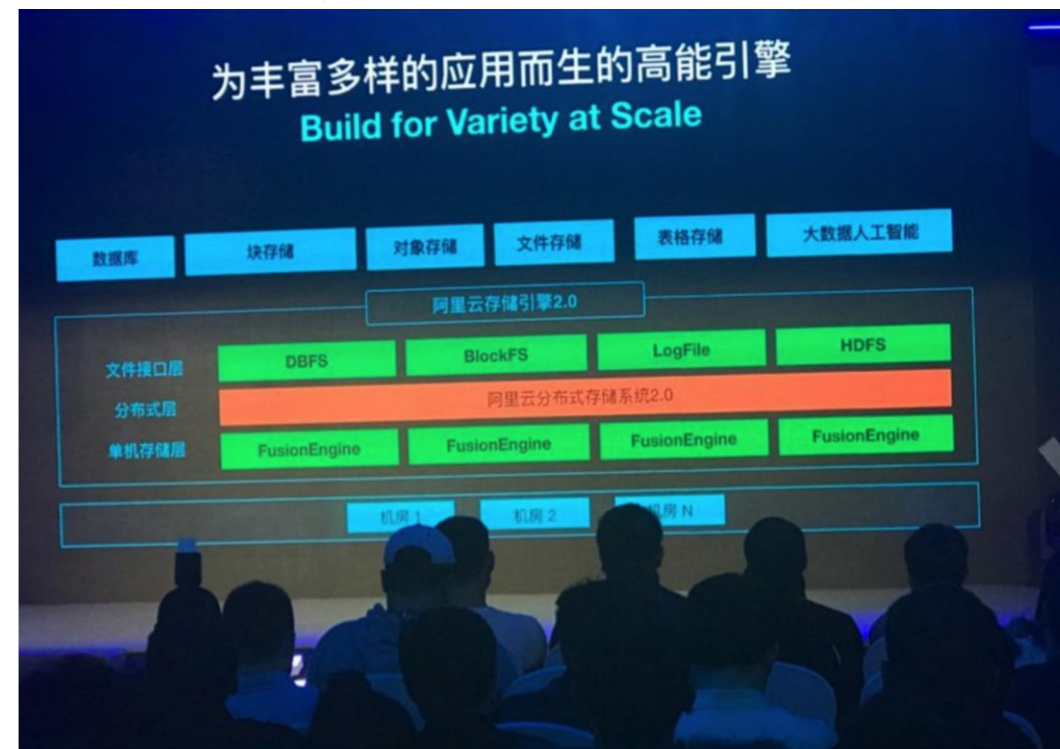 为丰富多样的应用而生的高能引擎
Build for Variety at Scale
数据库 块存储 对象存储 文件存储 表格存储 大数据人工智能
阿里云存储引擎2.0
文件接口层 DBFS BlockFS LogFile HDFS
分布式层 阿里云分布式存储系统2.0
单机存储层 FusionEngine FusionEngine FusionEngine FusionEngine
机房 1 机房 2 机房 N